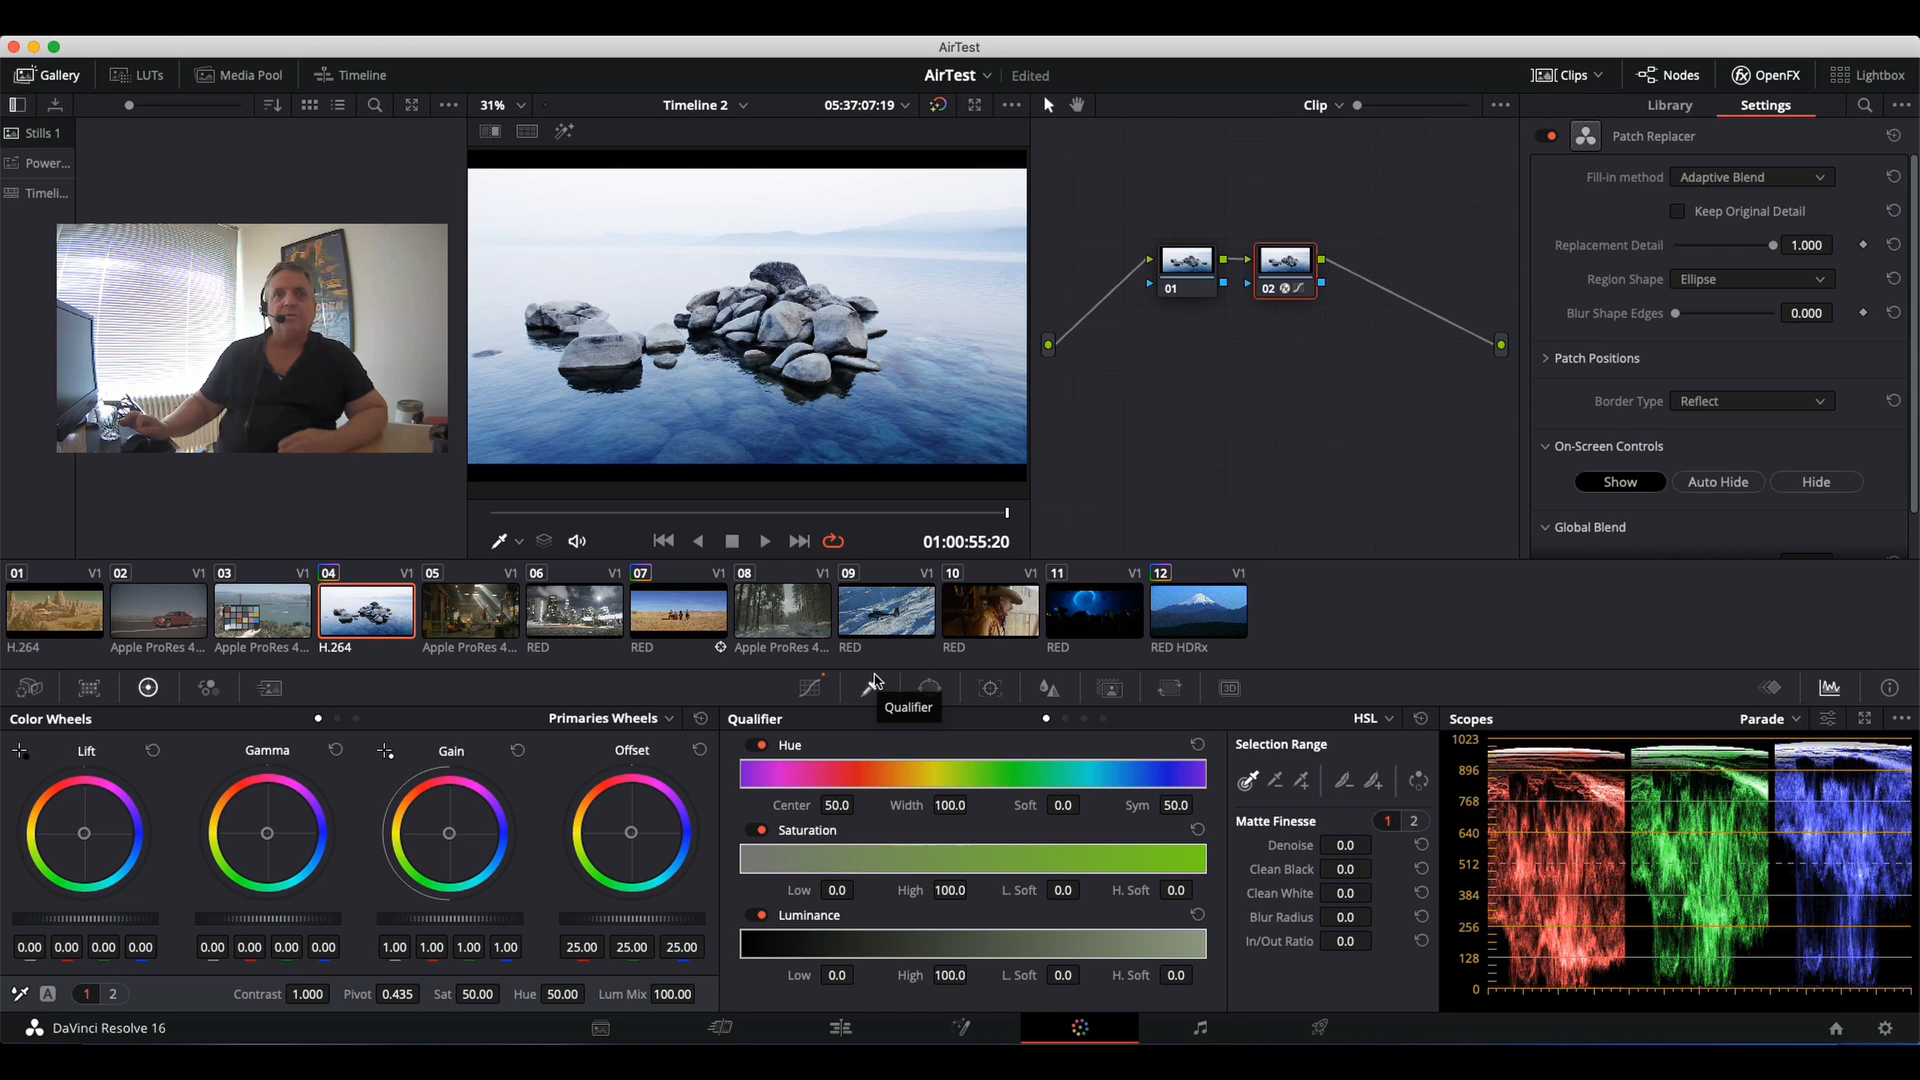 AirTest
Gallery LUTs Media Pool Timeline AirTest Edited Clips Nodes OpenFX Lightbox
31% Timeline 2 05:37:07:19 Clip Library Settings
Stills 1
Power...
Timeli...
Patch Replacer
Fill-in method Adaptive Blend
Keep Original Detail
Replacement Detail 1.000
Region Shape Ellipse
Blur Shape Edges 0.000
Patch Positions
Border Type Reflect
On-Screen Controls
Show Auto Hide Hide
Global Blend
01 02
01:00:55:20
01 V1 02 V1 03 V1 04 V1 05 V1 06 V1 07 V1 08 V1 09 V1 10 V1 11 V1 12 V1
H.264 Apple ProRes 4... Apple ProRes 4... H.264 Apple ProRes 4... RED RED Apple ProRes 4... RED RED RED RED HDRx
3D
Qualifier
Color Wheels Primaries Wheels Qualifier HSL Scopes Parade
Lift Gamma Gain Offset
Hue
Center 50.0 Width 100.0 Soft 0.0 Sym 50.0
Saturation
Low 0.0 High 100.0 L. Soft 0.0 H. Soft 0.0
Luminance
Low 0.0 High 100.0 L. Soft 0.0 H. Soft 0.0
Selection Range
Matte Finesse 1 2
Denoise 0.0
Clean Black 0.0
Clean White 0.0
Blur Radius 0.0
In/Out Ratio 0.0
1023
896
768
640
512
384
256
128
0
0.00 0.00 0.00 0.00 0.00 0.00 0.00 0.00 1.00 1.00 1.00 1.00 25.00 25.00 25.00
A 1 2 Contrast 1.000 Pivot 0.435 Sat 50.00 Hue 50.00 Lum Mix 100.00
DaVinci Resolve 16